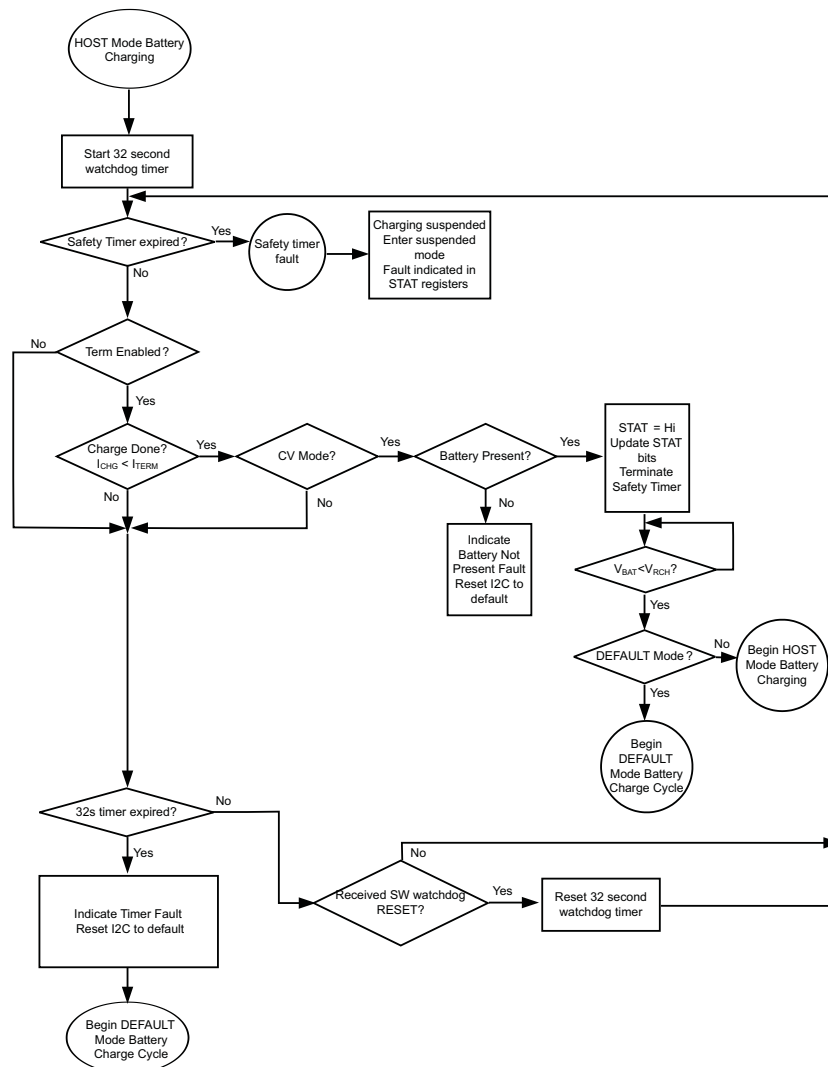 HOST Mode Battery
Charging
Start 32 second
watchdog timer
Safety Timer expired?
Yes
No
Safety timer
fault
Charging suspended
Enter suspended
mode
Fault indicated in
STAT registers
Term Enabled?
No
Yes
Charge Done?
ICHG < ITERM
Yes
No
CV Mode?
Yes
No
Battery Present?
Yes
No
STAT = Hi
Update STAT
bits
Terminate
Safety Timer
Indicate
Battery Not
Present Fault
Reset I2C to
default
VBAT<VRCH?
Yes
DEFAULT Mode?
No
Yes
Begin HOST
Mode Battery
Charging
Begin
DEFAULT
Mode Battery
Charge Cycle
32s timer expired?
No
Yes
Received SW watchdog
RESET?
No
Yes
Reset 32 second
watchdog timer
Indicate Timer Fault
Reset I2C to default
Begin DEFAULT
Mode Battery
Charge Cycle